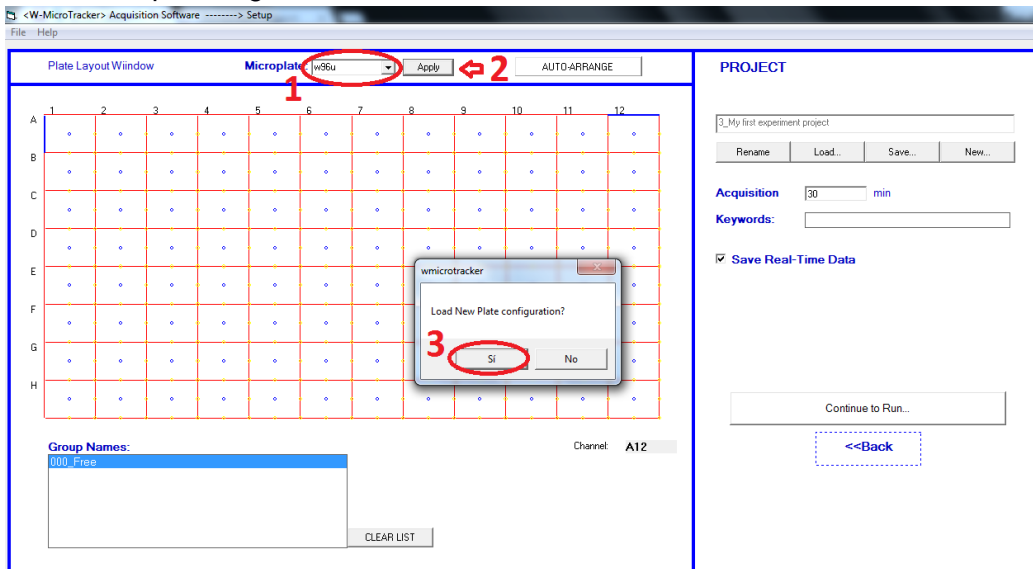 <W-MicroTracker> Acquisition Software --------> Setup
File Help
Plate Layout Wiindow Microplate: w96u Apply 2 AUTO-ARRANGE
1
1 2 3 4 5 6 7 8 9 10 11 12
A
B
C
D
E
F
G
H
wmicrotracker
Load New Plate configuration?
3 Sí No
Group Names:
000_Free
Channel: A12
CLEAR LIST
PROJECT
3_My first experiment project
Rename Load... Save... New...
Acquisition 30 min
Keywords:
Save Real-Time Data
Continue to Run...
<<Back